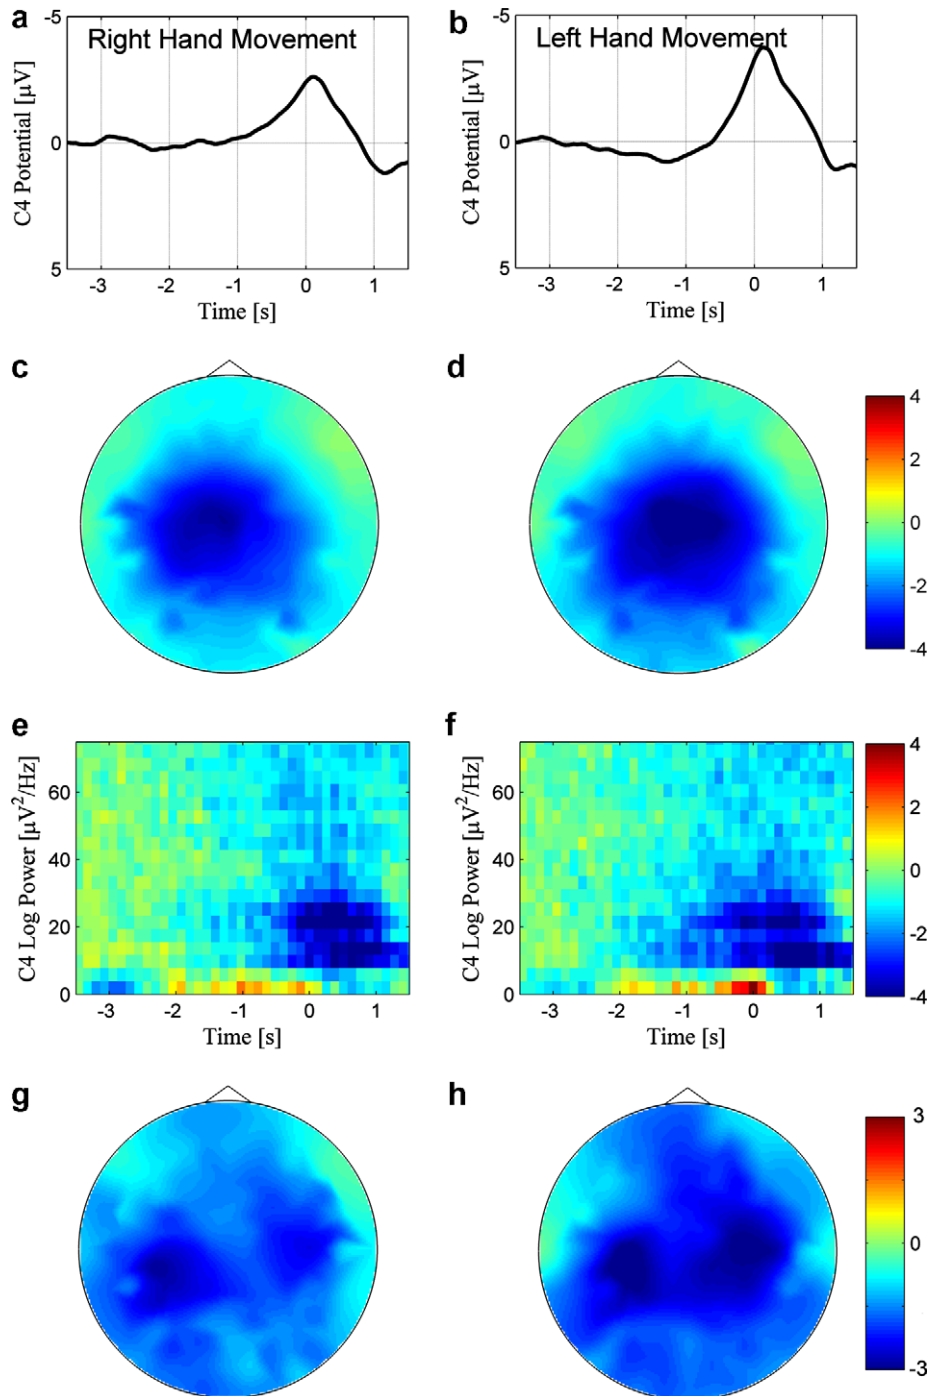 a
b
Right Hand Movement
Left Hand Movement
C4 Potential [μV]
-5
0
5
-3 -2 -1 0 1
Time [s]
C4 Potential [μV]
-5
0
5
-3 -2 -1 0 1
Time [s]
c
d
4
2
0
-2
-4
e
f
C4 Log Power [μV²/Hz]
60
40
20
0
-3 -2 -1 0 1
Time [s]
C4 Log Power [μV²/Hz]
60
40
20
0
-3 -2 -1 0 1
Time [s]
4
2
0
-2
-4
g
h
3
0
-3